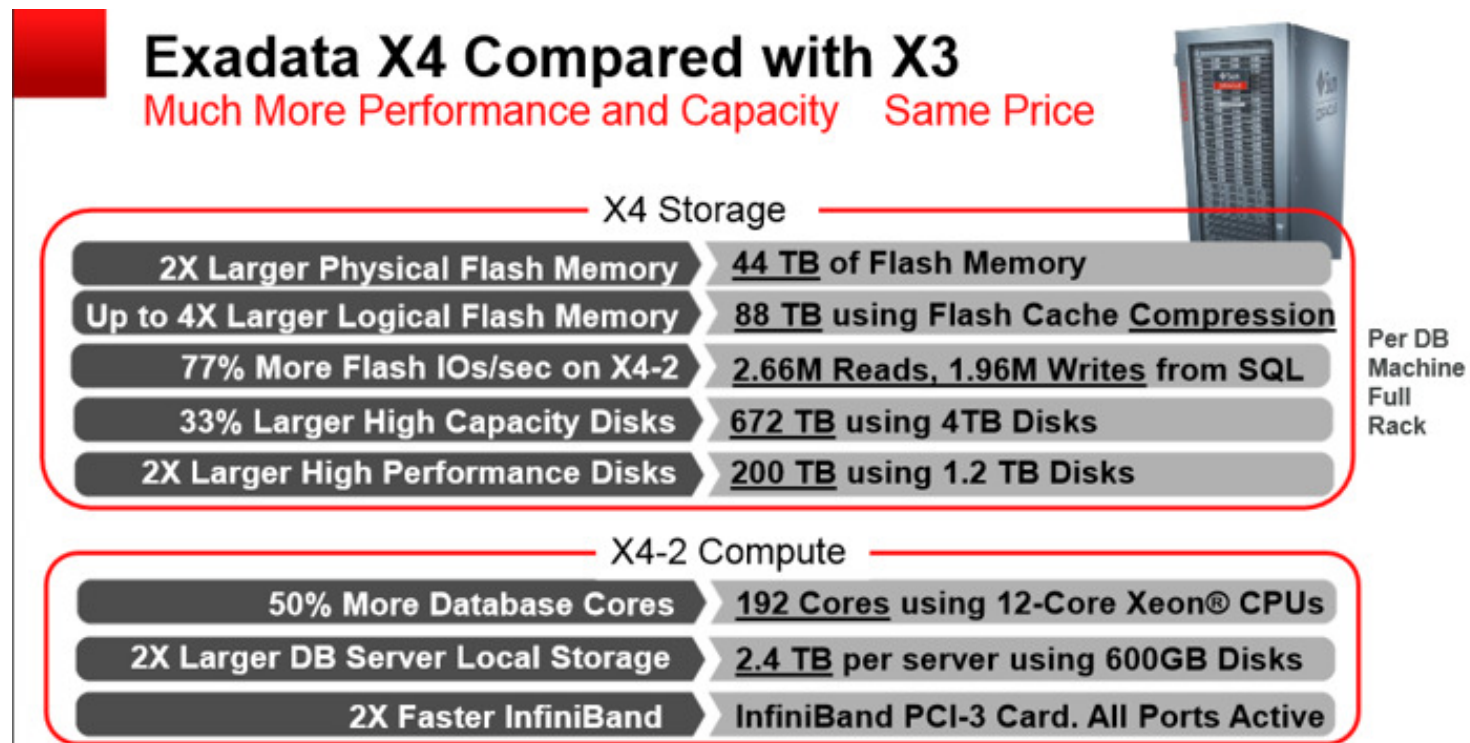 Exadata X4 Compared with X3
Much More Performance and Capacity Same Price
X4 Storage
2X Larger Physical Flash Memory 44 TB of Flash Memory
Up to 4X Larger Logical Flash Memory 88 TB using Flash Cache Compression
77% More Flash IOs/sec on X4-2 2.66M Reads, 1.96M Writes from SQL
33% Larger High Capacity Disks 672 TB using 4TB Disks
2X Larger High Performance Disks 200 TB using 1.2 TB Disks
Per DB
Machine
Full
Rack
X4-2 Compute
50% More Database Cores 192 Cores using 12-Core Xeon® CPUs
2X Larger DB Server Local Storage 2.4 TB per server using 600GB Disks
2X Faster InfiniBand InfiniBand PCI-3 Card. All Ports Active